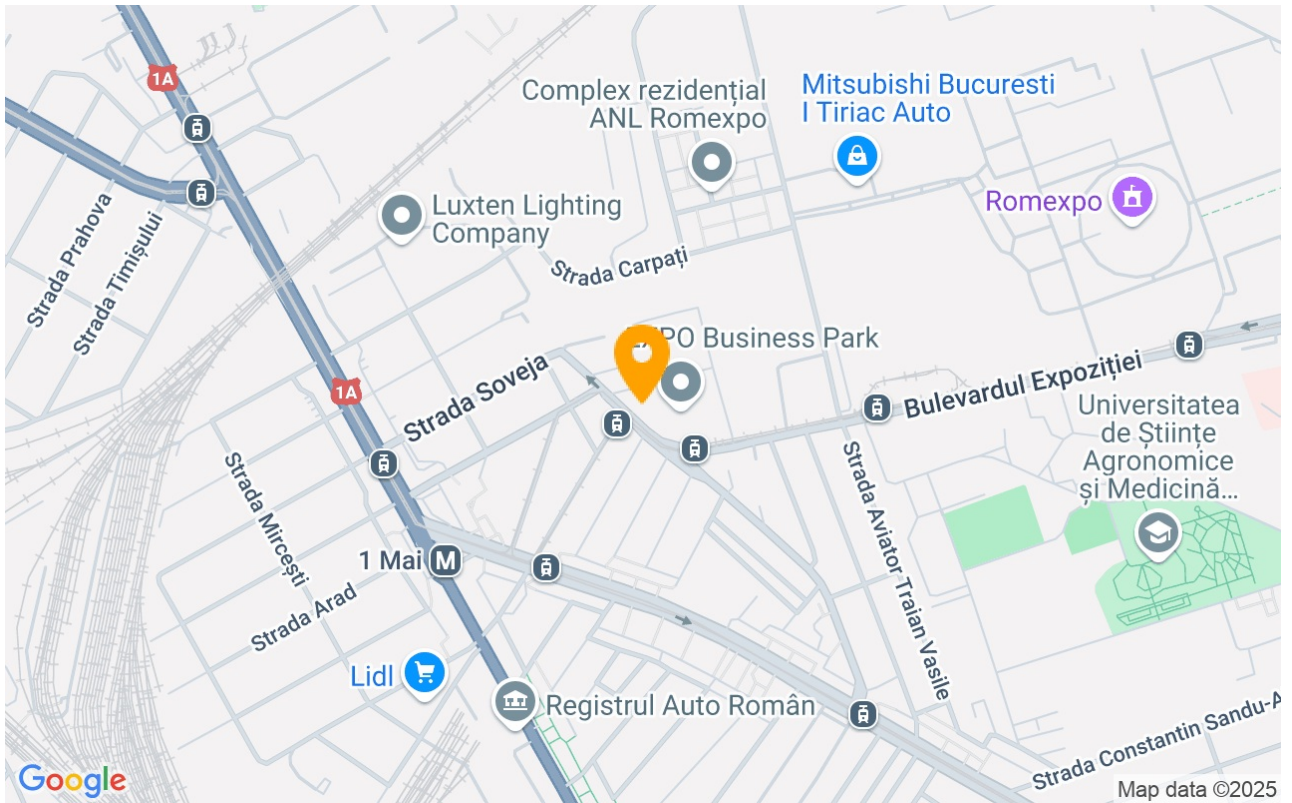 1A
Complex rezidențial
ANL Romexpo
Mitsubishi Bucuresti
I Tiriac Auto
Strada Prahova
Strada Timișului
Luxten Lighting
Company
Romexpo
Strada Carpați
EXPO Business Park
Strada Soveja
1A
Bulevardul Expoziției
Universitatea
de Științe
Agronomice
și Medicină...
Strada Mircești
Strada Aviator Traian Vasile
1 Mai
M
Strada Arad
Lidl
Registrul Auto Român
Strada Constantin Sandu-A
Google
Map data ©2025